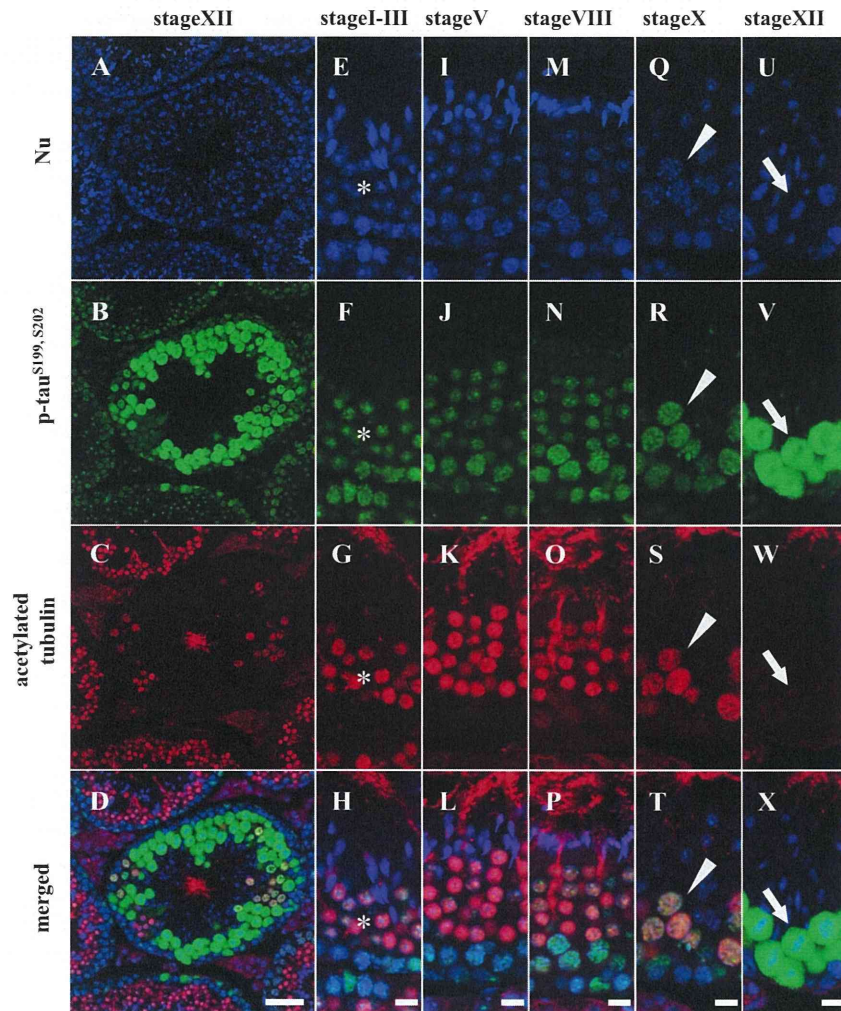 stageXII stageI-III stageV stageVIII stageX stageXII
Nu
A E I M Q U
*
p-tau^S199, S202
B F J N R V
*
acetylated
tubulin
C G K O S W
*
merged
D H L P T X
*